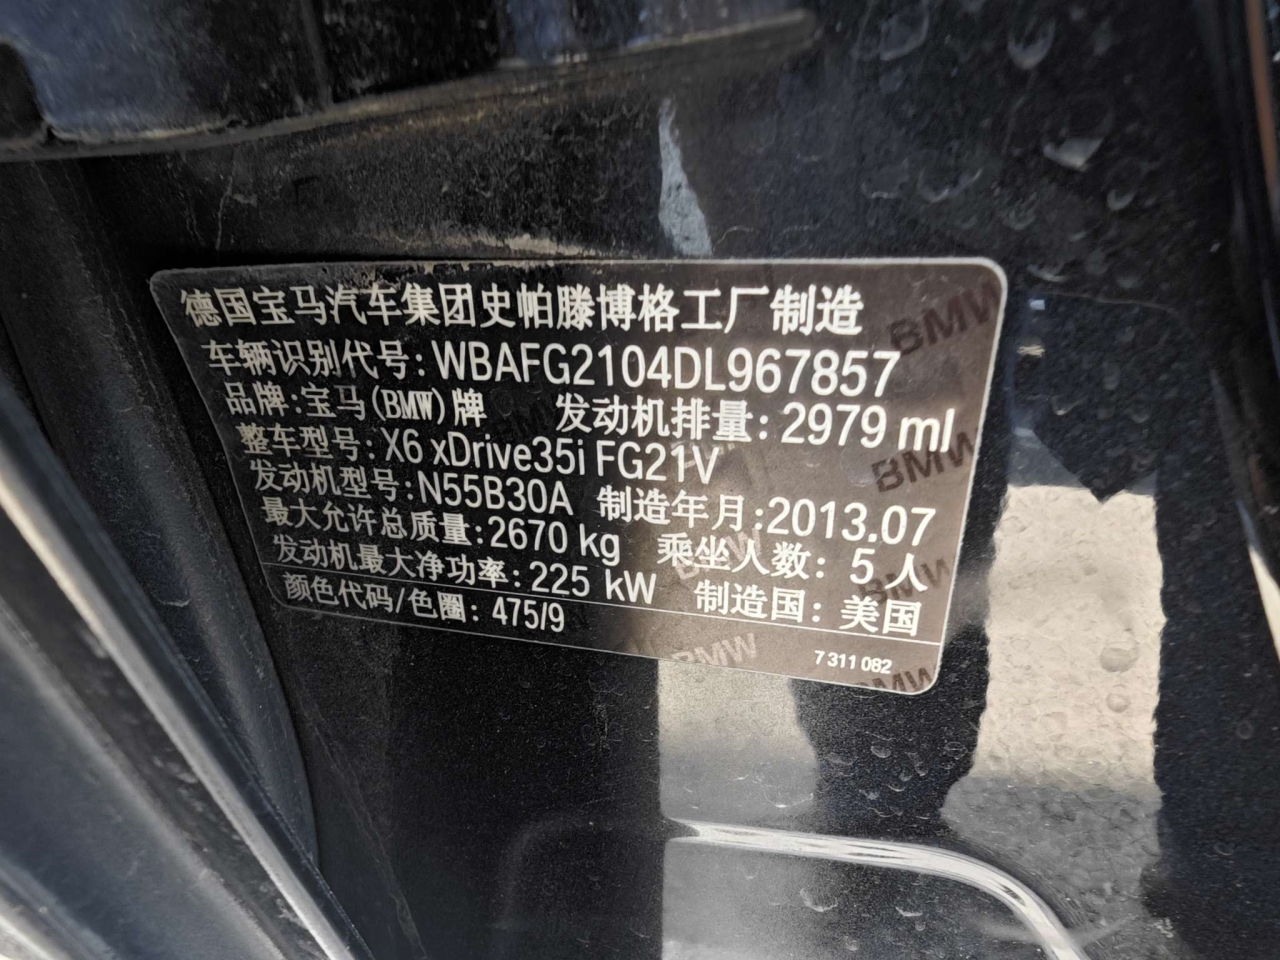 德国宝马汽车集团史帕滕博格工厂制造
车辆识别代号: WBAFG2104DL967857
品牌: 宝马(BMW)牌 发动机排量: 2979 ml
整车型号: X6 xDrive35i FG21V
发动机型号: N55B30A 制造年月: 2013.07
最大允许总质量: 2670 kg 乘坐人数: 5 人
发动机最大净功率: 225 kW 制造国: 美国
颜色代码/色圈: 475/9
7 311 082